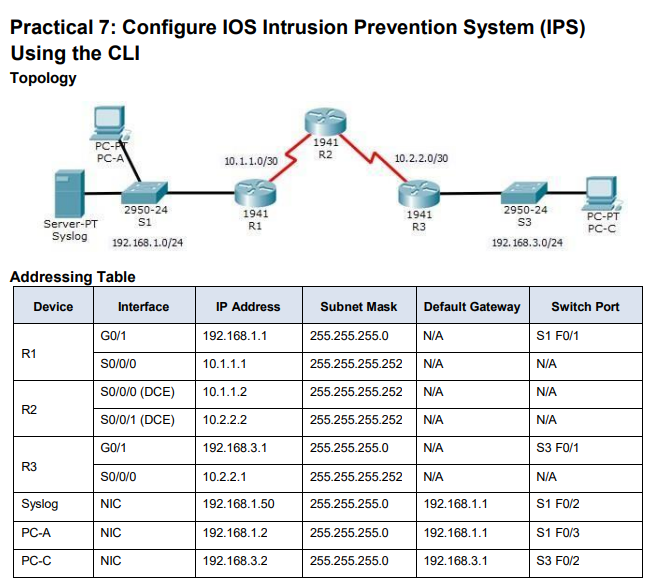 Practical 7: Configure IOS Intrusion Prevention System (IPS)
Using the CLI
Topology
PC-PT
PC-A
1941
R2
10.1.1.0/30
10.2.2.0/30
Server-PT
Syslog
2950-24
S1
1941
R1
1941
R3
2950-24
S3
PC-PT
PC-C
192.168.1.0/24
192.168.3.0/24
Addressing Table
Device Interface IP Address Subnet Mask Default Gateway Switch Port
R1 G0/1 192.168.1.1 255.255.255.0 N/A S1 F0/1
S0/0/0 10.1.1.1 255.255.255.252 N/A N/A
R2 S0/0/0 (DCE) 10.1.1.2 255.255.255.252 N/A N/A
S0/0/1 (DCE) 10.2.2.2 255.255.255.252 N/A N/A
R3 G0/1 192.168.3.1 255.255.255.0 N/A S3 F0/1
S0/0/0 10.2.2.1 255.255.255.252 N/A N/A
Syslog NIC 192.168.1.50 255.255.255.0 192.168.1.1 S1 F0/2
PC-A NIC 192.168.1.2 255.255.255.0 192.168.1.1 S1 F0/3
PC-C NIC 192.168.3.2 255.255.255.0 192.168.3.1 S3 F0/2